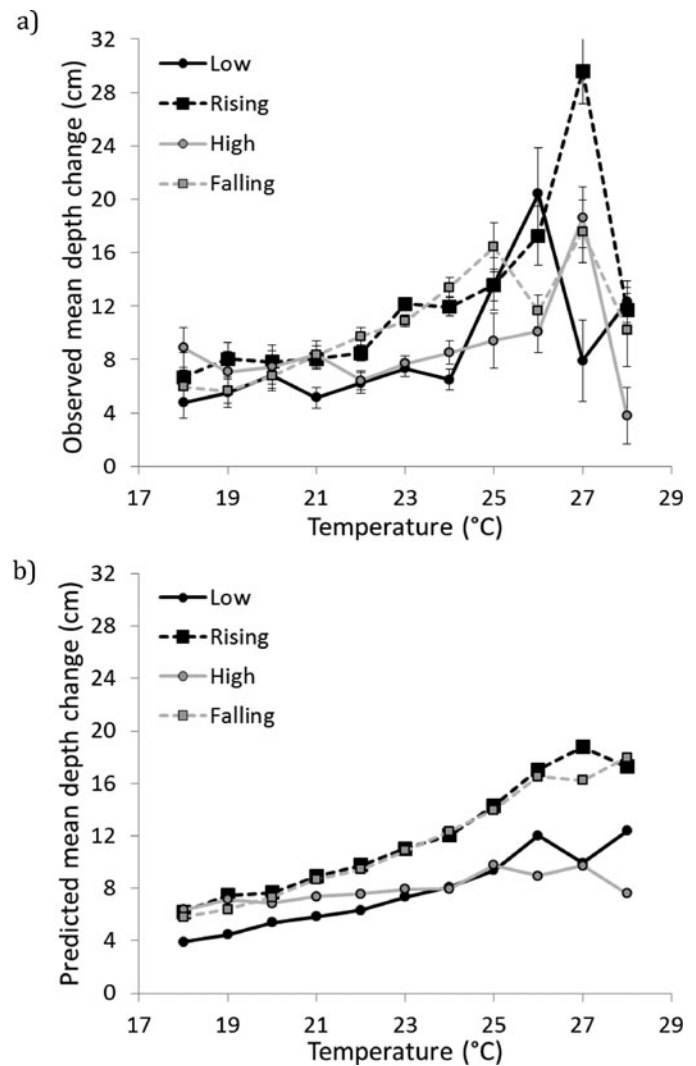 a)
Observed mean depth change (cm)
32
28
24
20
16
12
8
4
0
Low
Rising
High
Falling
17 19 21 23 25 27 29
Temperature (°C)
b)
Predicted mean depth change (cm)
32
28
24
20
16
12
8
4
0
Low
Rising
High
Falling
17 19 21 23 25 27 29
Temperature (°C)